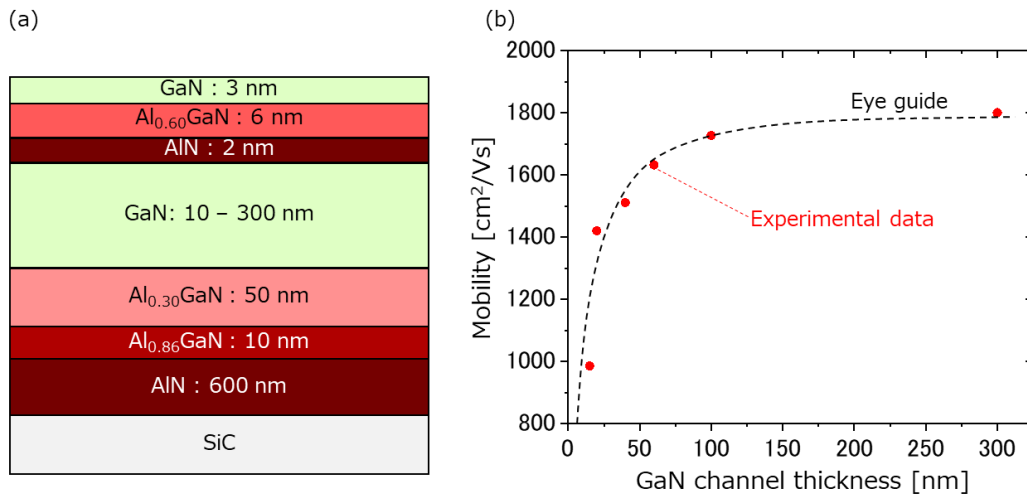 (a)
GaN : 3 nm
Al0.60GaN : 6 nm
AlN : 2 nm
GaN: 10 – 300 nm
Al0.30GaN : 50 nm
Al0.86GaN : 10 nm
AlN : 600 nm
SiC
(b)
2000
1800
1600
1400
1200
1000
800
Mobility [cm²/Vs]
Eye guide
Experimental data
0
50
100
150
200
250
300
GaN channel thickness [nm]